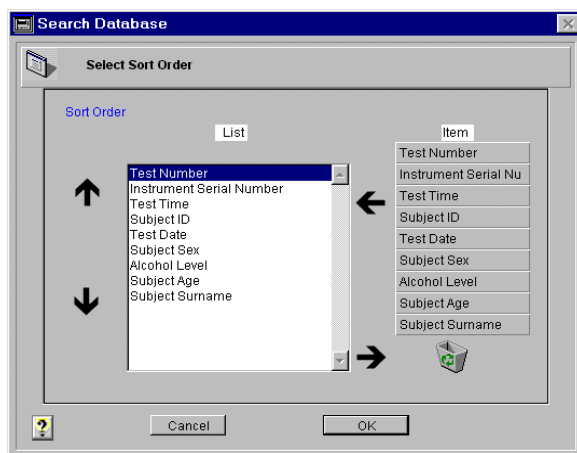 Search Database
Select Sort Order
Sort Order
List
Item
Test Number
Instrument Serial Number
Test Time
Subject ID
Test Date
Subject Sex
Alcohol Level
Subject Age
Subject Surname
Test Number
Instrument Serial Nu
Test Time
Subject ID
Test Date
Subject Sex
Alcohol Level
Subject Age
Subject Surname
?
Cancel
OK